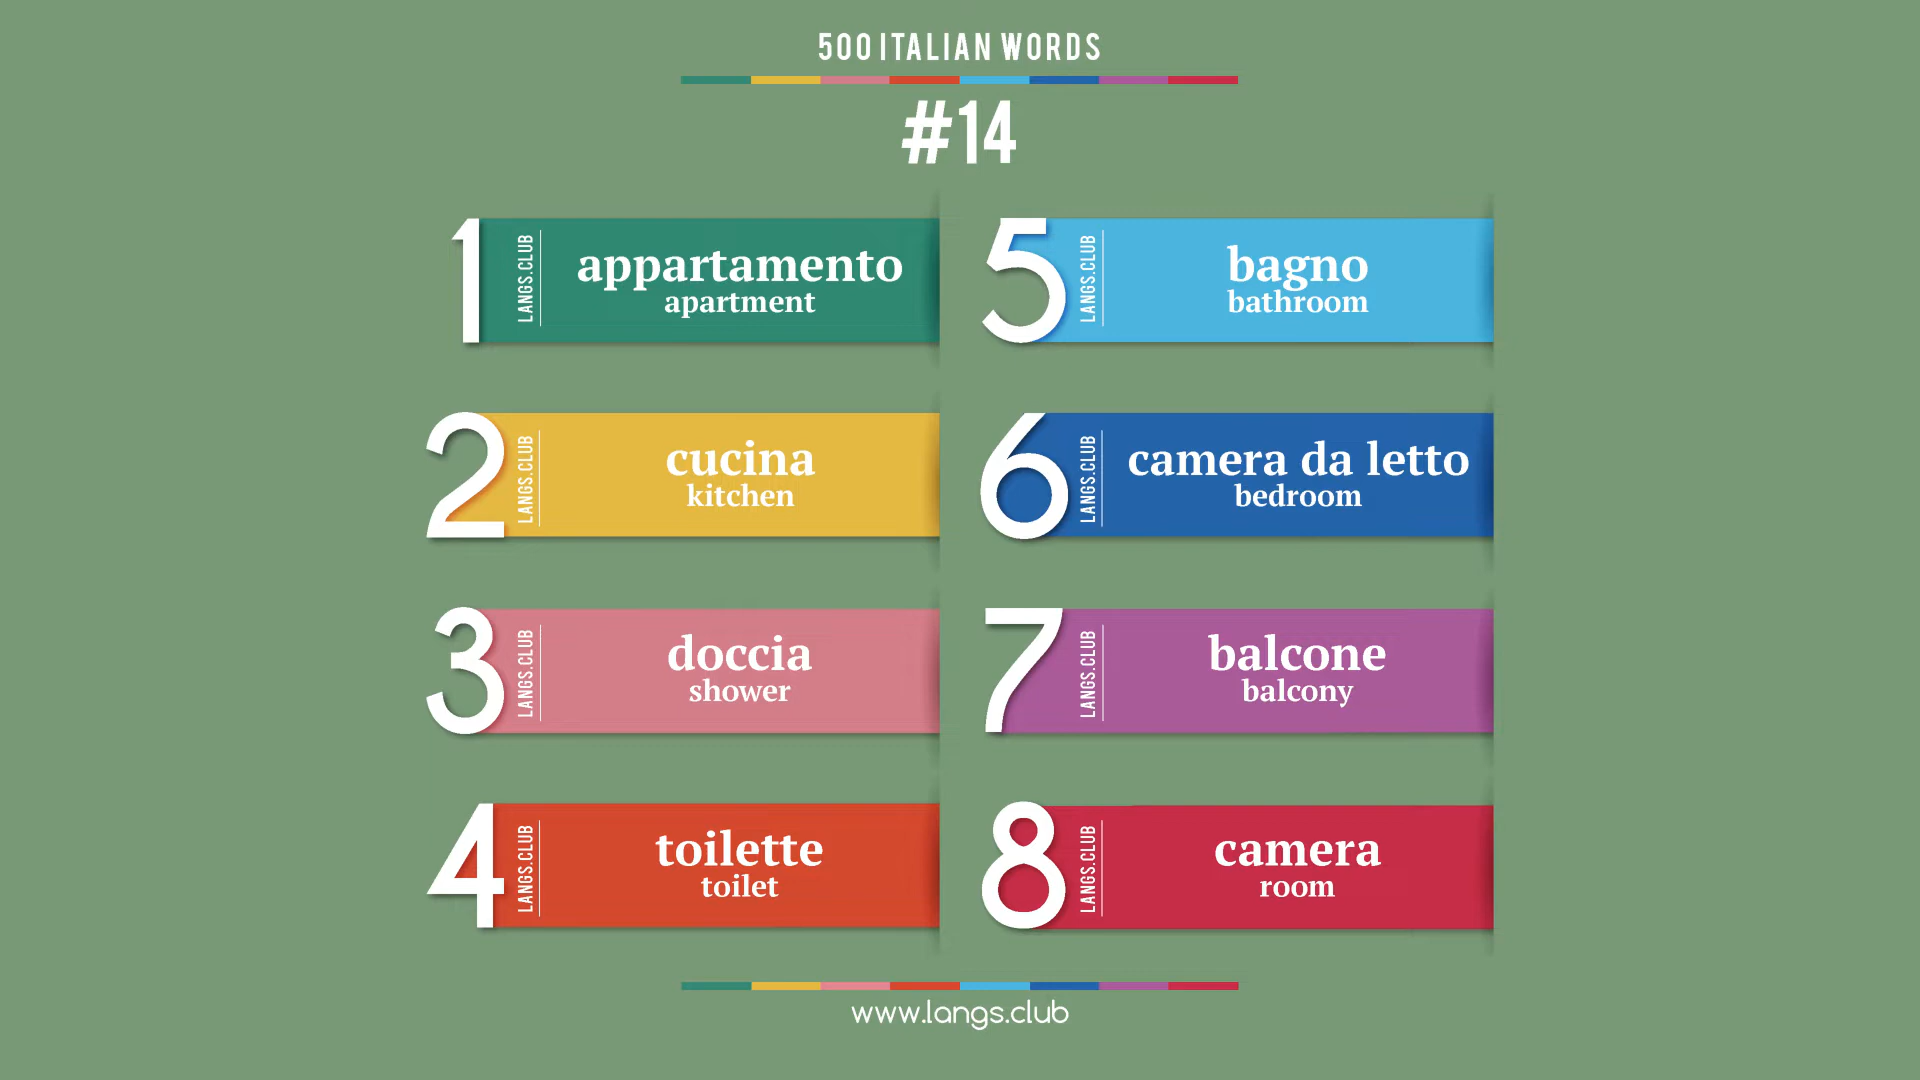 500 ITALIAN WORDS
#14
1
LANGS.CLUB
appartamento
apartment
2
LANGS.CLUB
cucina
kitchen
3
LANGS.CLUB
doccia
shower
4
LANGS.CLUB
toilette
toilet
5
LANGS.CLUB
bagno
bathroom
6
LANGS.CLUB
camera da letto
bedroom
7
LANGS.CLUB
balcone
balcony
8
LANGS.CLUB
camera
room
www.langs.club